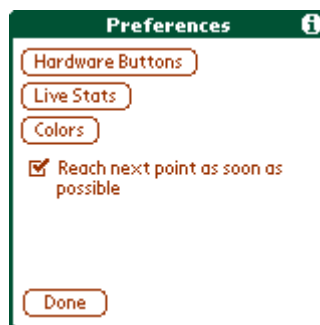 Preferences
Hardware Buttons
Live Stats
Colors
Reach next point as soon as
possible
Done